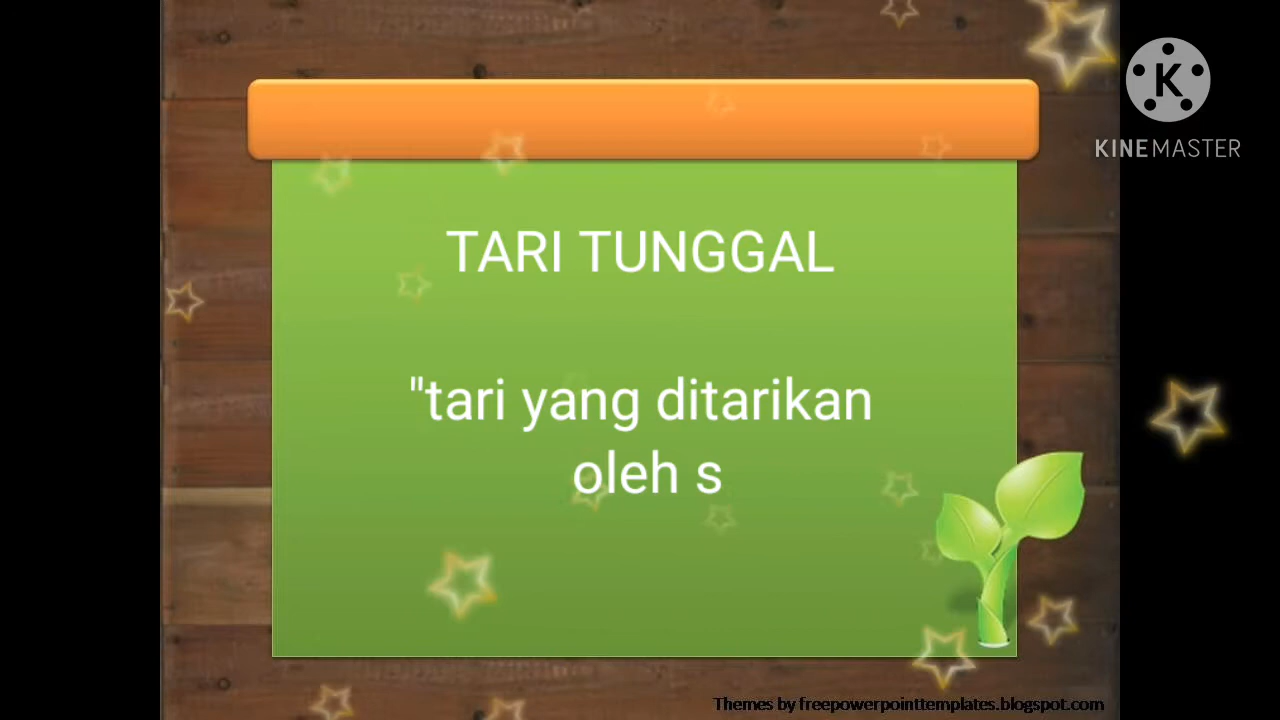 K
KINEMASTER
TARI TUNGGAL
"tari yang ditarikan
oleh s
Themes by freepowerpointtemplates.blogspot.com